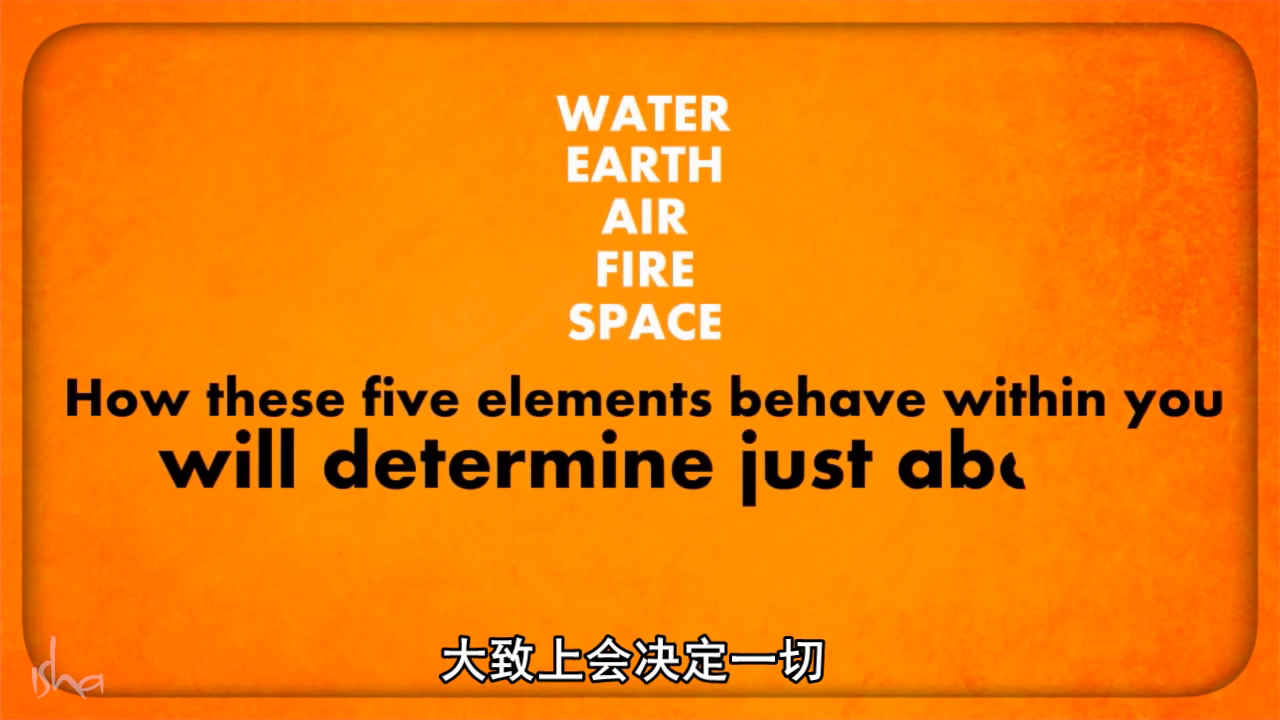 WATER
EARTH
AIR
FIRE
SPACE
How these five elements behave within you
will determine just
大致上会决定一切
isha